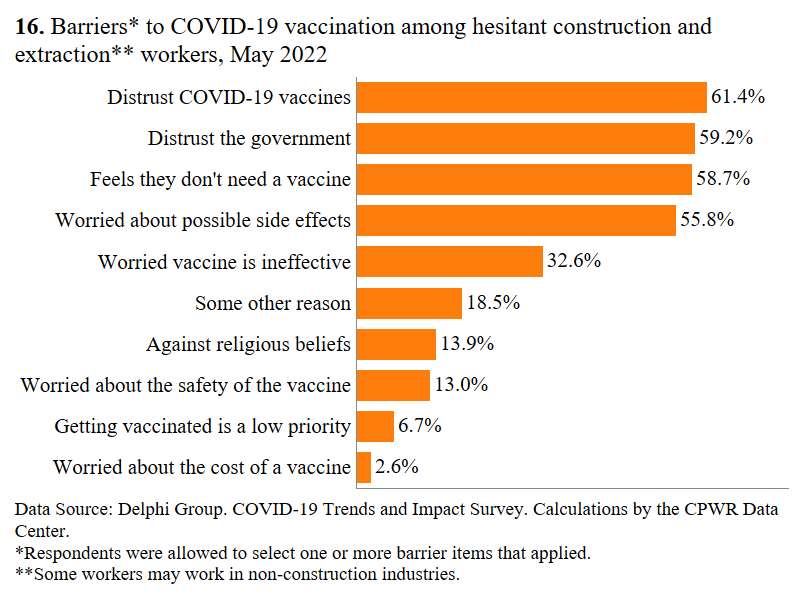 16. Barriers* to COVID-19 vaccination among hesitant construction and
extraction** workers, May 2022
Distrust COVID-19 vaccines 61.4%
Distrust the government 59.2%
Feels they don't need a vaccine 58.7%
Worried about possible side effects 55.8%
Worried vaccine is ineffective 32.6%
Some other reason 18.5%
Against religious beliefs 13.9%
Worried about the safety of the vaccine 13.0%
Getting vaccinated is a low priority 6.7%
Worried about the cost of a vaccine 2.6%
Data Source: Delphi Group. COVID-19 Trends and Impact Survey. Calculations by the CPWR Data
Center.
*Respondents were allowed to select one or more barrier items that applied.
**Some workers may work in non-construction industries.